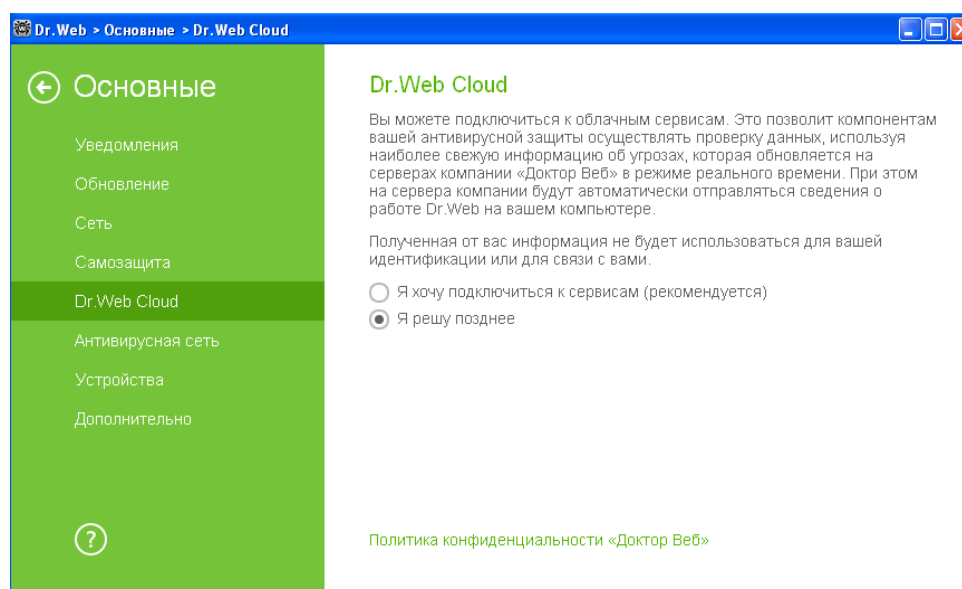 Dr.Web > Основные > Dr.Web Cloud
Основные
Уведомления
Обновление
Сеть
Самозащита
Dr.Web Cloud
Антивирусная сеть
Устройства
Дополнительно
?
Dr.Web Cloud
Вы можете подключиться к облачным сервисам. Это позволит компонентам
вашей антивирусной защиты осуществлять проверку данных, используя
наиболее свежую информацию об угрозах, которая обновляется на
серверах компании «Доктор Веб» в режиме реального времени. При этом
на сервера компании будут автоматически отправляться сведения о
работе Dr.Web на вашем компьютере.
Полученная от вас информация не будет использоваться для вашей
идентификации или для связи с вами.
Я хочу подключиться к сервисам (рекомендуется)
Я решу позднее
Политика конфиденциальности «Доктор Веб»